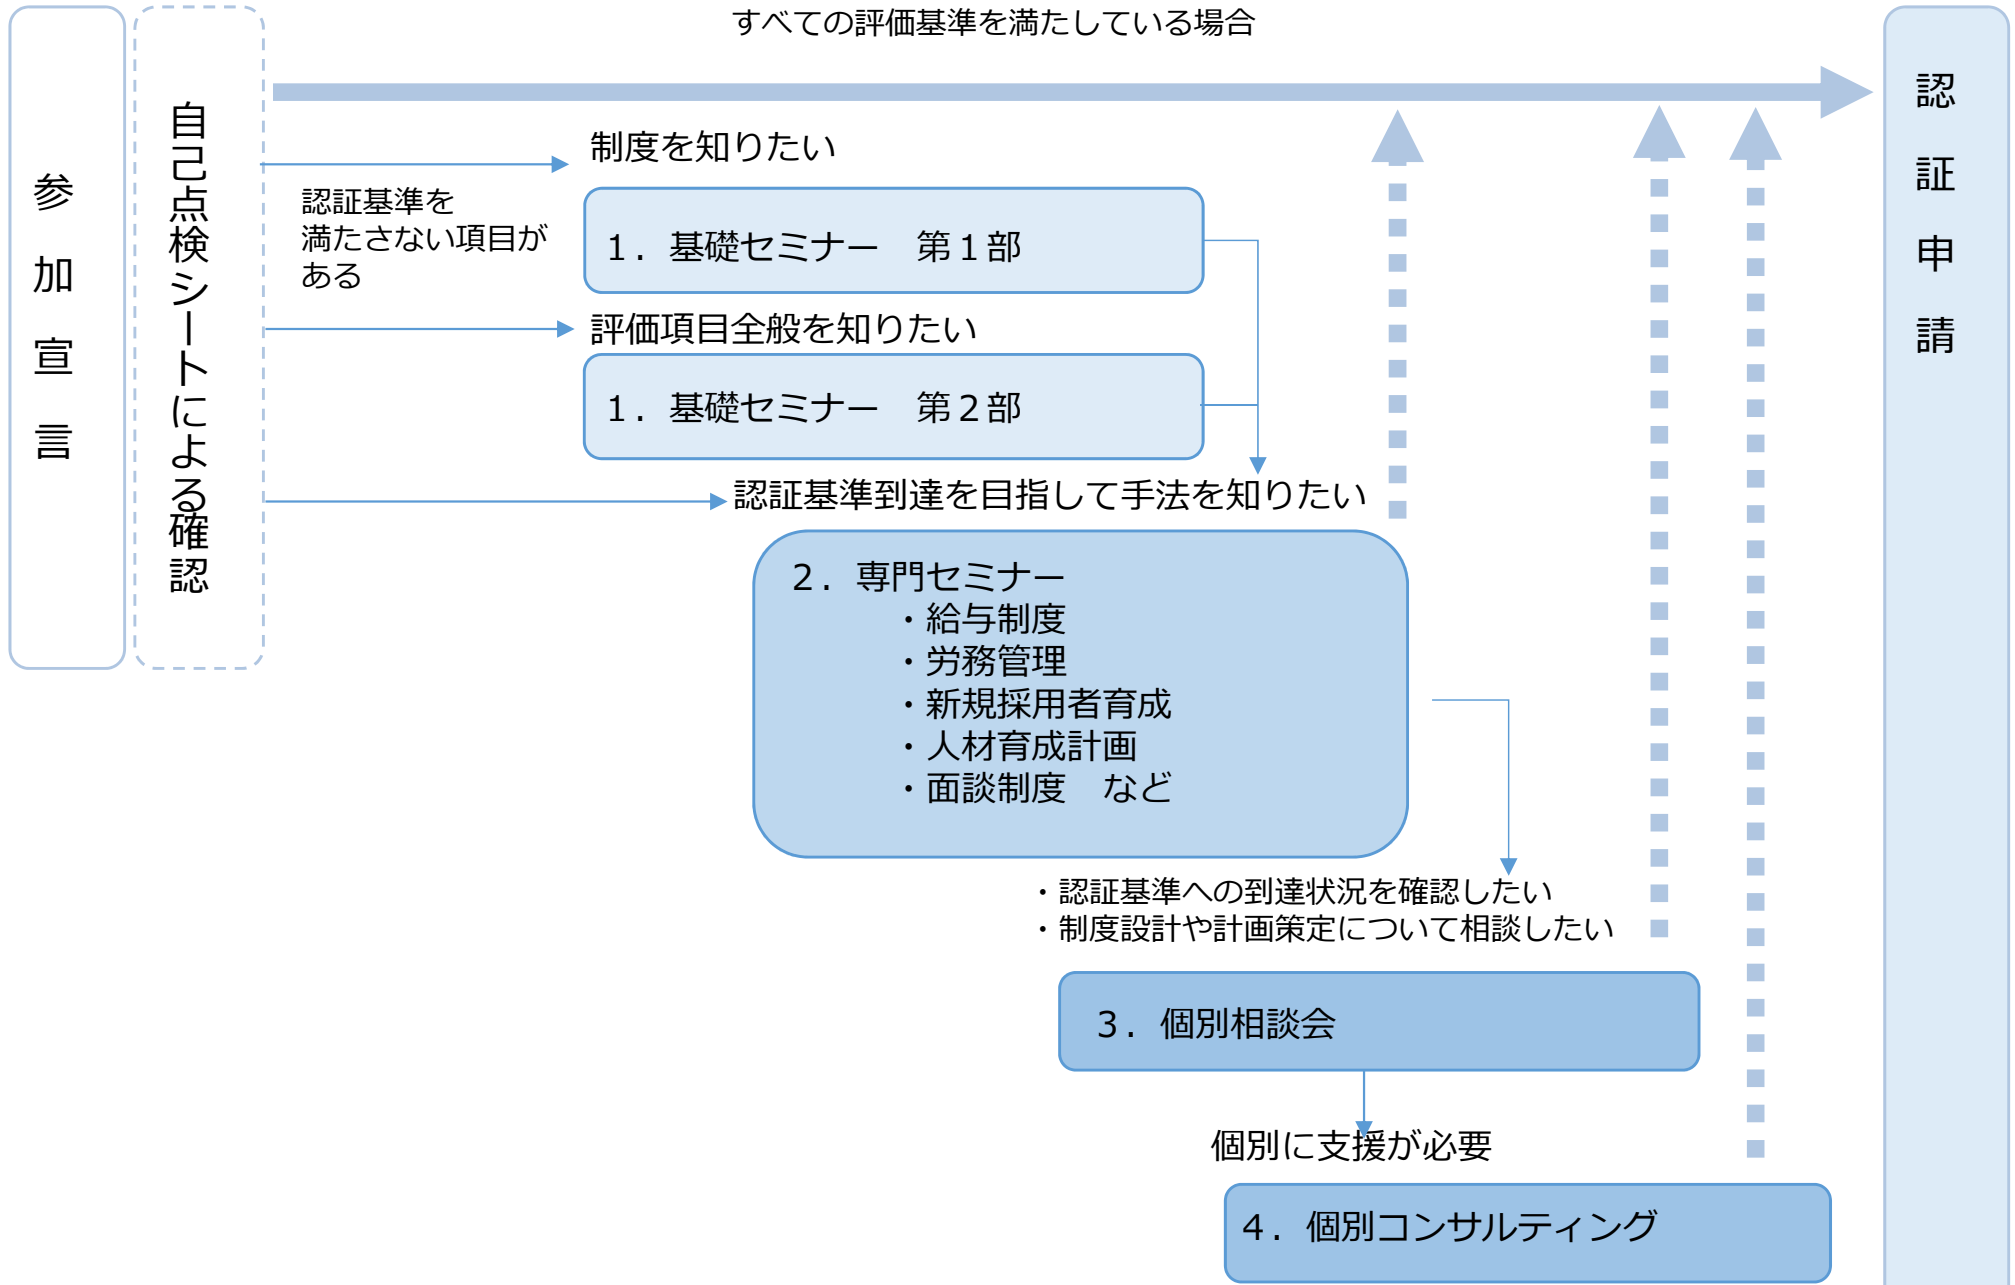 参加宣言
自己点検シートによる確認
すべての評価基準を満たしている場合
制度を知りたい
認証基準を
満たさない項目が
ある
１．基礎セミナー　第１部
評価項目全般を知りたい
１．基礎セミナー　第２部
認証基準到達を目指して手法を知りたい
２．専門セミナー
・給与制度
・労務管理
・新規採用者育成
・人材育成計画
・面談制度　など
・認証基準への到達状況を確認したい
・制度設計や計画策定について相談したい
３．個別相談会
個別に支援が必要
４．個別コンサルティング
認証申請